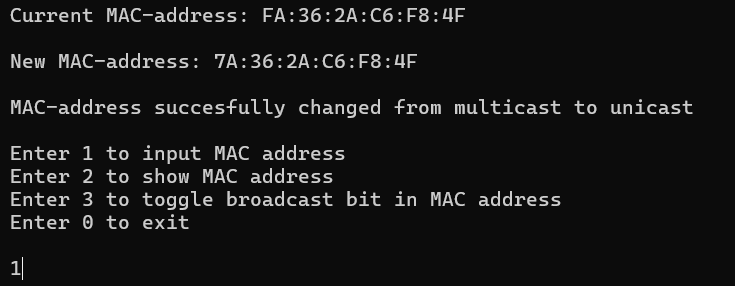 Current MAC-address: FA:36:2A:C6:F8:4F
New MAC-address: 7A:36:2A:C6:F8:4F
MAC-address succesfully changed from multicast to unicast
Enter 1 to input MAC address
Enter 2 to show MAC address
Enter 3 to toggle broadcast bit in MAC address
Enter 0 to exit
1